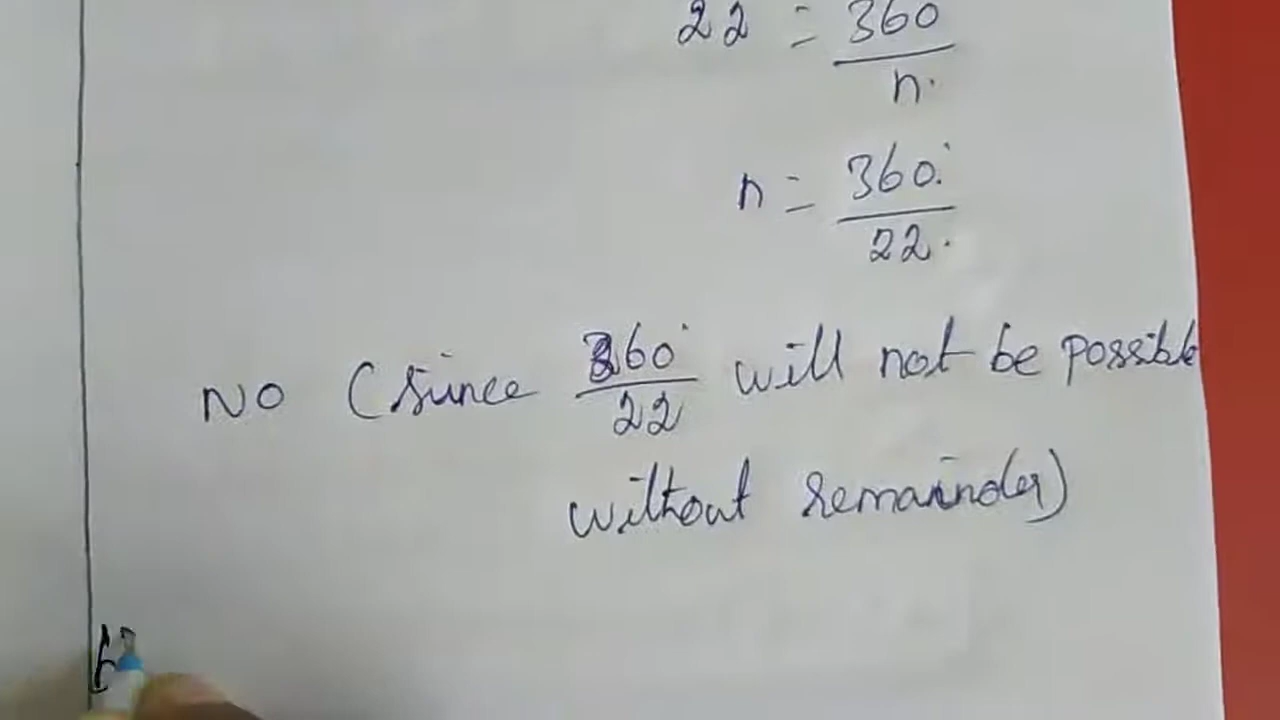 22 = 360/n.
n = 360°/22.
NO (since 360°/22 will not be possible
without remainder)